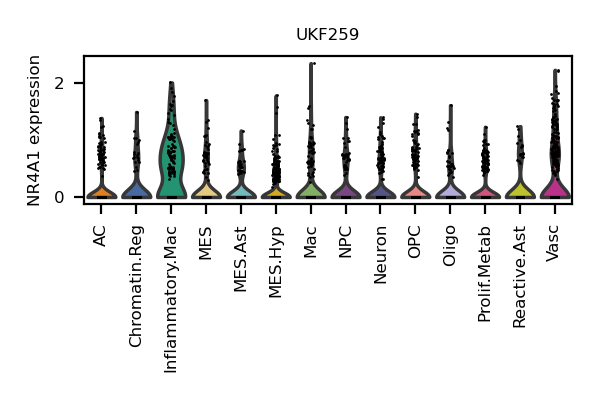 UKF259
NR4A1 expression
2
0
AC
Chromatin.Reg
Inflammatory.Mac
MES
MES.Ast
MES.Hyp
Mac
NPC
Neuron
OPC
Oligo
Prolif.Metab
Reactive.Ast
Vasc